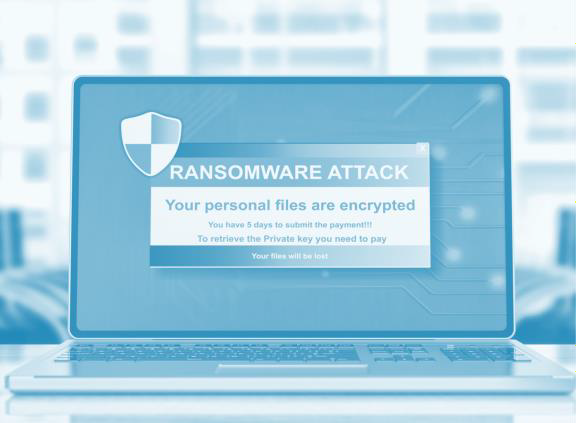 X
RANSOMWARE ATTACK
Your personal files are encrypted
You have 5 days to submit the payment!!!
To retrieve the Private key you need to pay
Your files will be lost